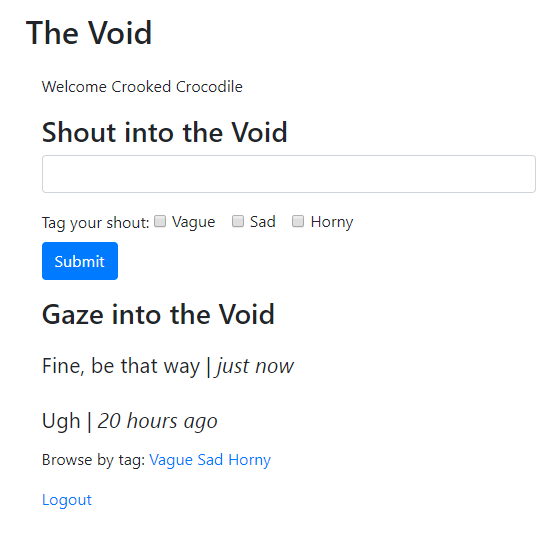 The Void
Welcome Crooked Crocodile
Shout into the Void
Tag your shout: Vague Sad Horny
Submit
Gaze into the Void
Fine, be that way | just now
Ugh | 20 hours ago
Browse by tag: Vague Sad Horny
Logout